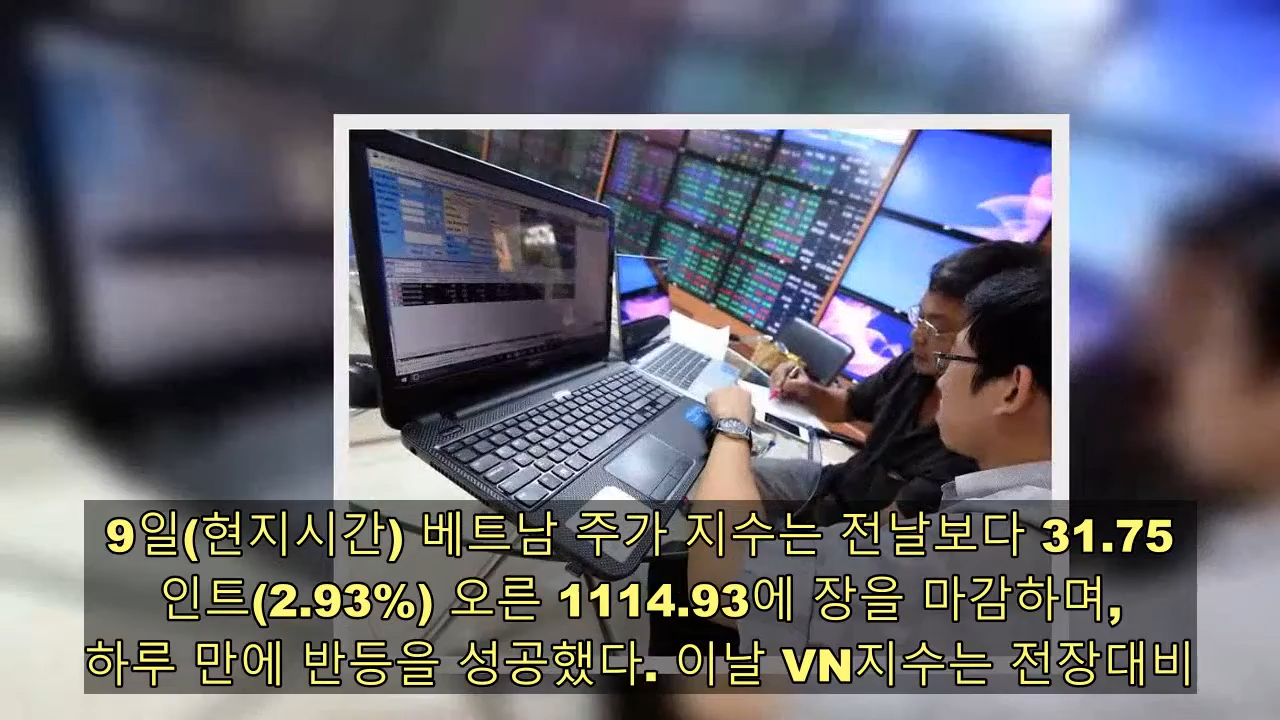 9일(현지시간) 베트남 주가 지수는 전날보다 31.75
인트(2.93%) 오른 1114.93에 장을 마감하며,
하루 만에 반등을 성공했다. 이날 VN지수는 전장대비